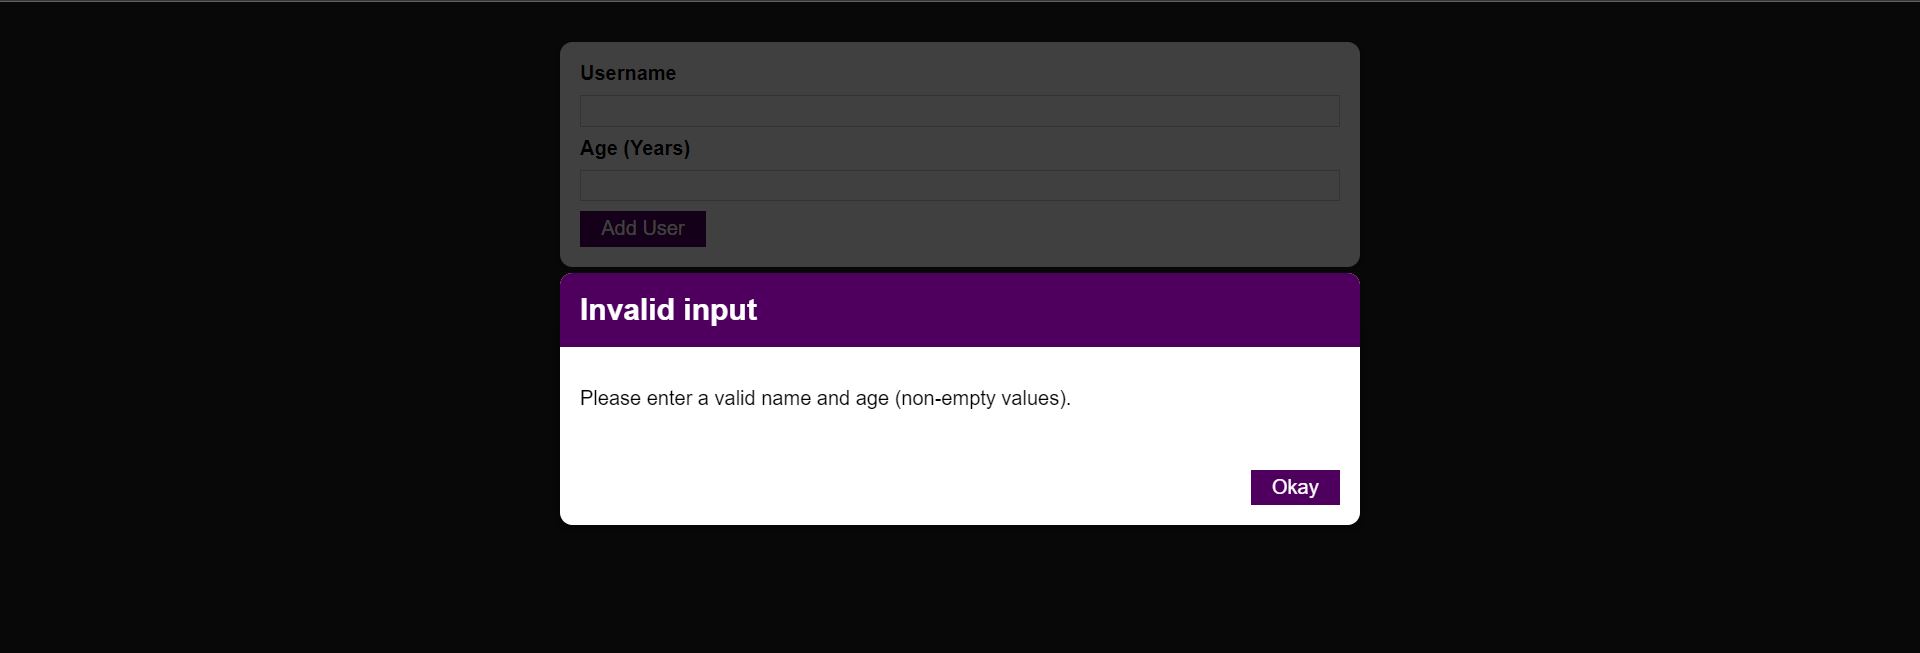 Username
Age (Years)
Add User
Invalid input
Please enter a valid name and age (non-empty values).
Okay